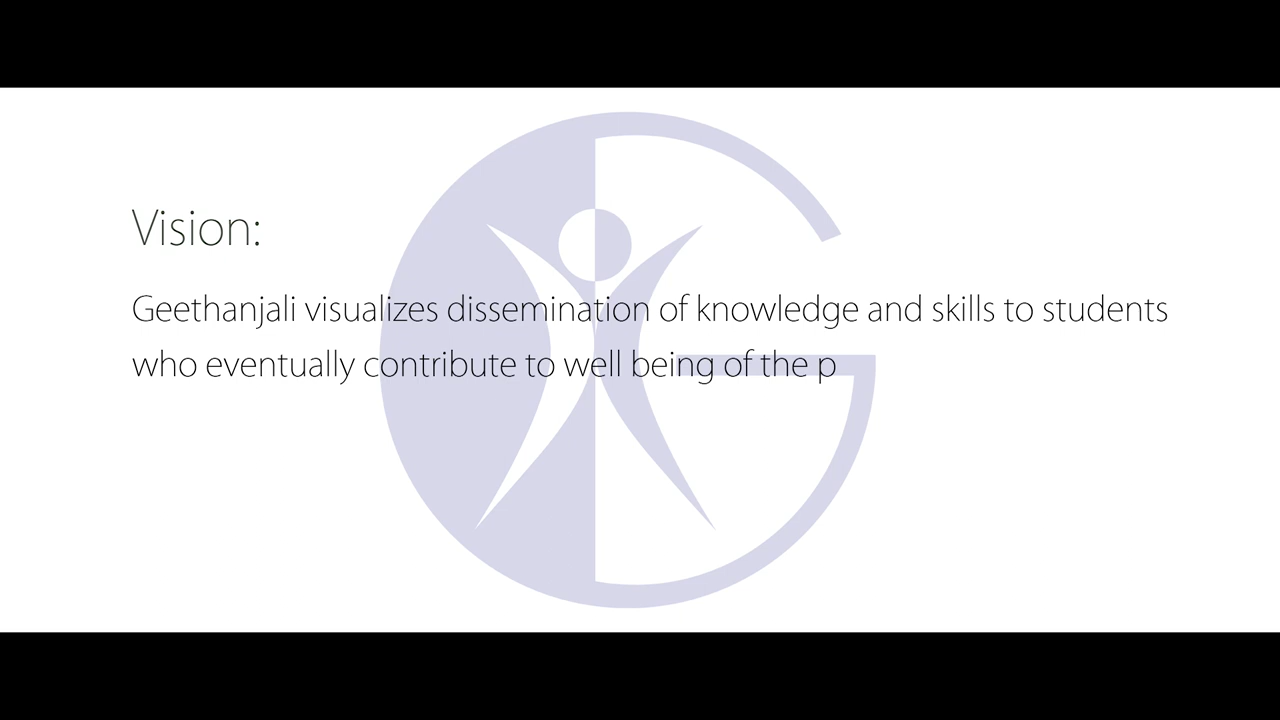 Vision:
Geethanjali visualizes dissemination of knowledge and skills to students
who eventually contribute to well being of the p